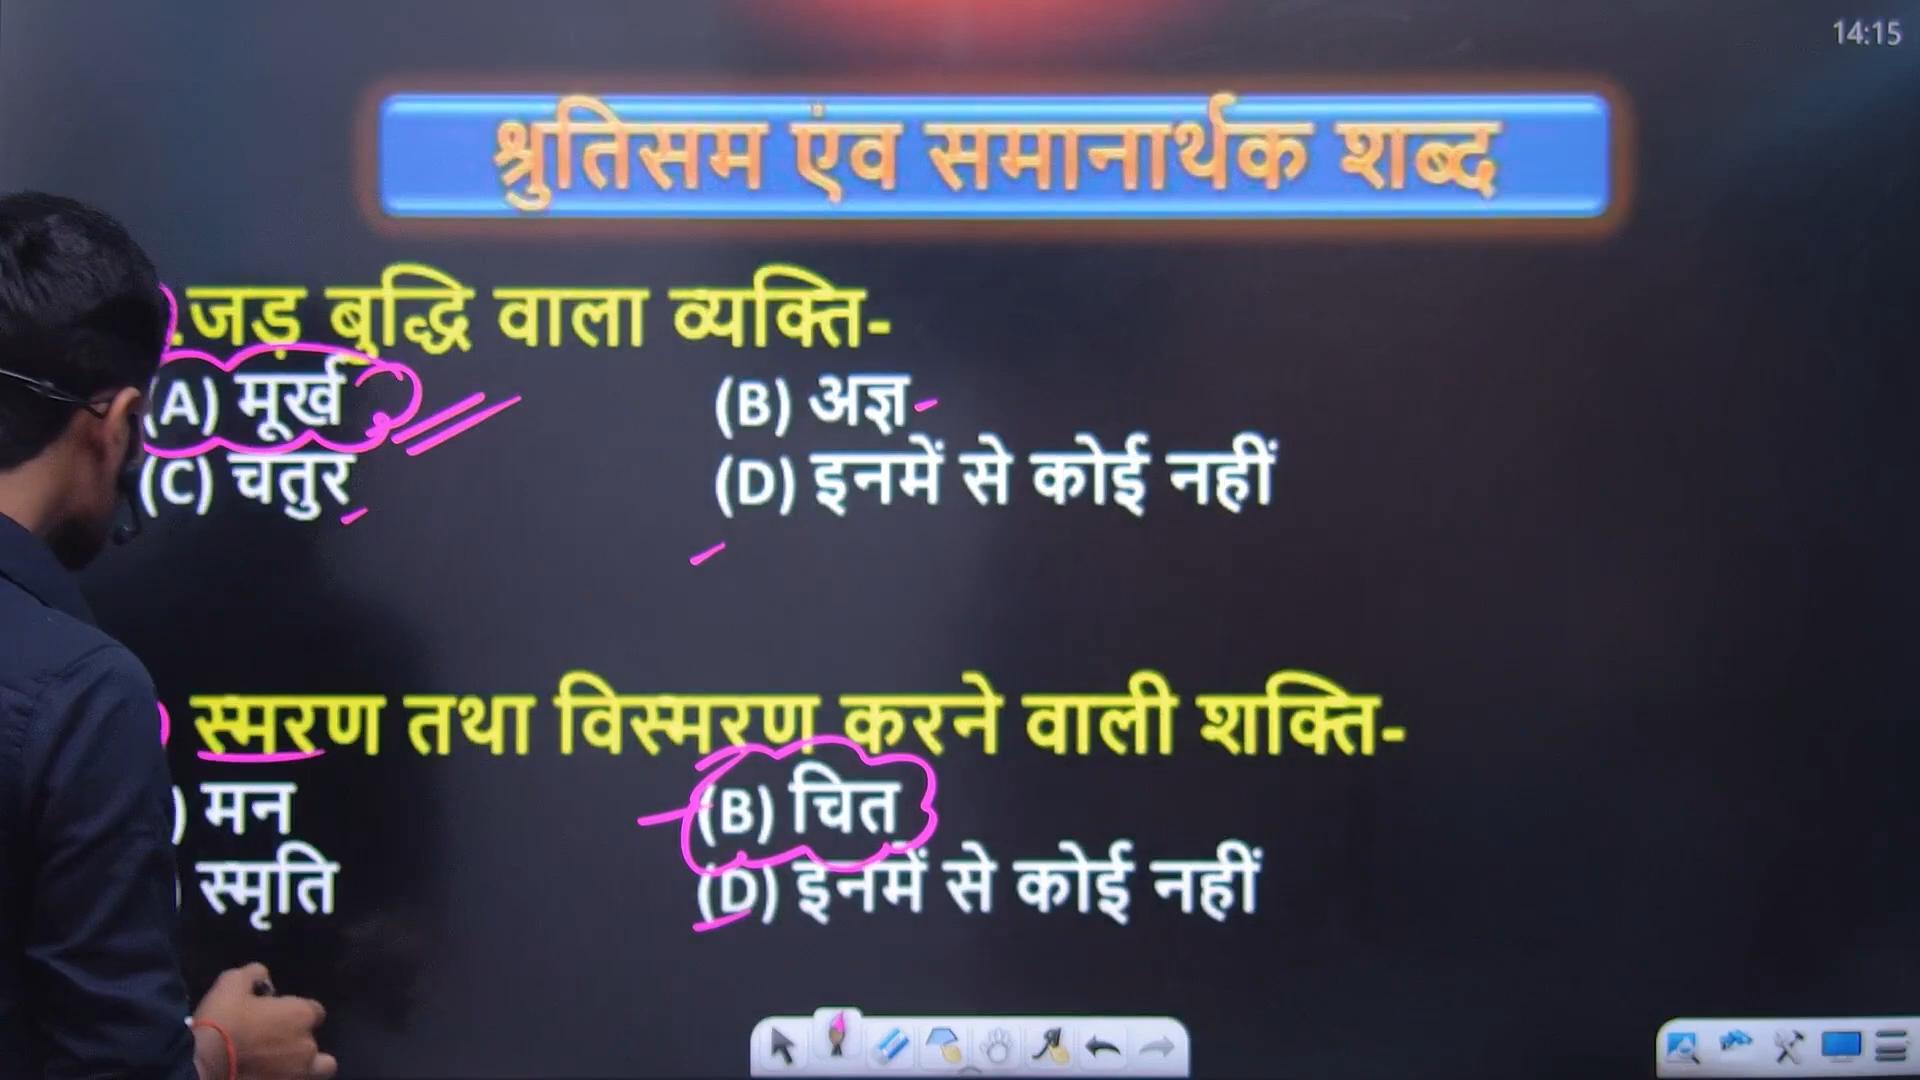 14:15
श्रुतिसम एंव समानार्थक शब्द
.जड़ बुद्धि वाला व्यक्ति-
(A) मूर्ख (B) अज्ञ
(C) चतुर (D) इनमें से कोई नहीं
स्मरण तथा विस्मरण करने वाली शक्ति-
) मन (B) चित
) स्मृति (D) इनमें से कोई नहीं